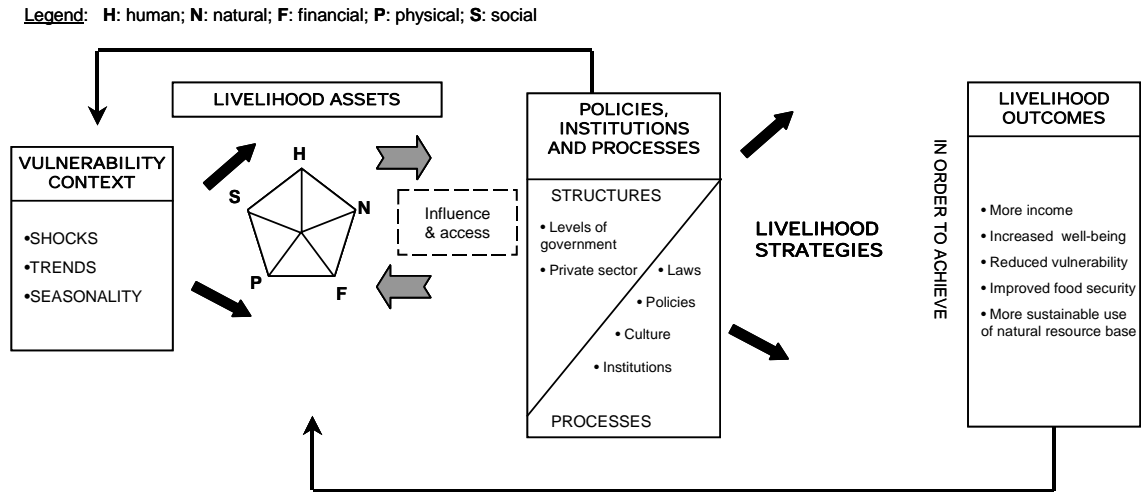 Legend: H: human; N: natural; F: financial; P: physical; S: social
LIVELIHOOD ASSETS
VULNERABILITY
CONTEXT
•SHOCKS
•TRENDS
•SEASONALITY
H
S
N
P
F
Influence
& access
POLICIES,
INSTITUTIONS
AND PROCESSES
STRUCTURES
• Levels of
government
• Private sector
• Laws
• Policies
• Culture
• Institutions
PROCESSES
LIVELIHOOD
STRATEGIES
IN ORDER TO ACHIEVE
LIVELIHOOD
OUTCOMES
• More income
• Increased well-being
• Reduced vulnerability
• Improved food security
• More sustainable use
of natural resource base